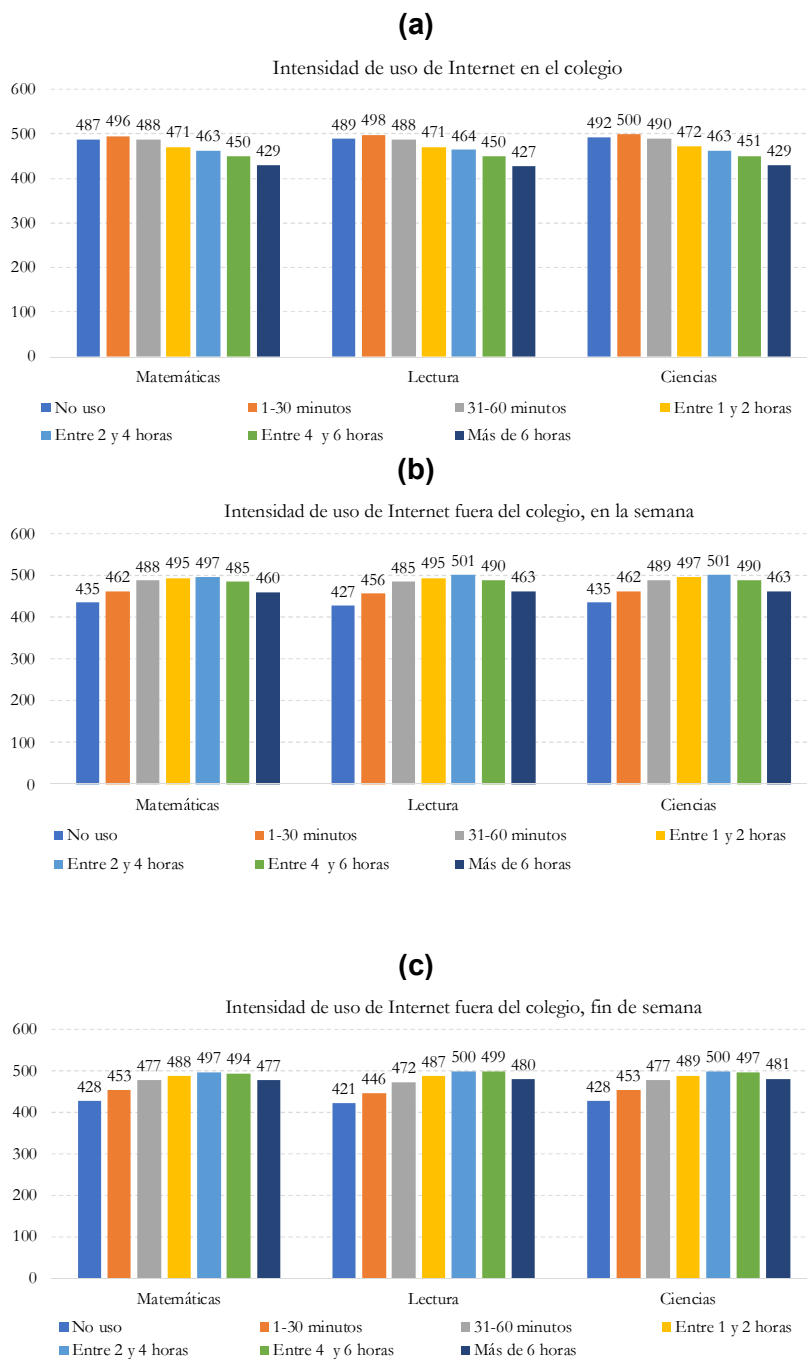 (a)
Intensidad de uso de Internet en el colegio
600
500
400
300
200
100
0
487 496 488 471 463 450 429
489 498 488 471 464 450 427
492 500 490 472 463 451 429
Matemáticas Lectura Ciencias
No uso 1-30 minutos 31-60 minutos Entre 1 y 2 horas
Entre 2 y 4 horas Entre 4 y 6 horas Más de 6 horas
(b)
Intensidad de uso de Internet fuera del colegio, en la semana
600
500
400
300
200
100
0
435 462 488 495 497 485 460
427 456 485 495 501 490 463
435 462 489 497 501 490 463
Matemáticas Lectura Ciencias
No uso 1-30 minutos 31-60 minutos Entre 1 y 2 horas
Entre 2 y 4 horas Entre 4 y 6 horas Más de 6 horas
(c)
Intensidad de uso de Internet fuera del colegio, fin de semana
600
500
400
300
200
100
0
428 453 477 488 497 494 477
421 446 472 487 500 499 480
428 453 477 489 500 497 481
Matemáticas Lectura Ciencias
No uso 1-30 minutos 31-60 minutos Entre 1 y 2 horas
Entre 2 y 4 horas Entre 4 y 6 horas Más de 6 horas